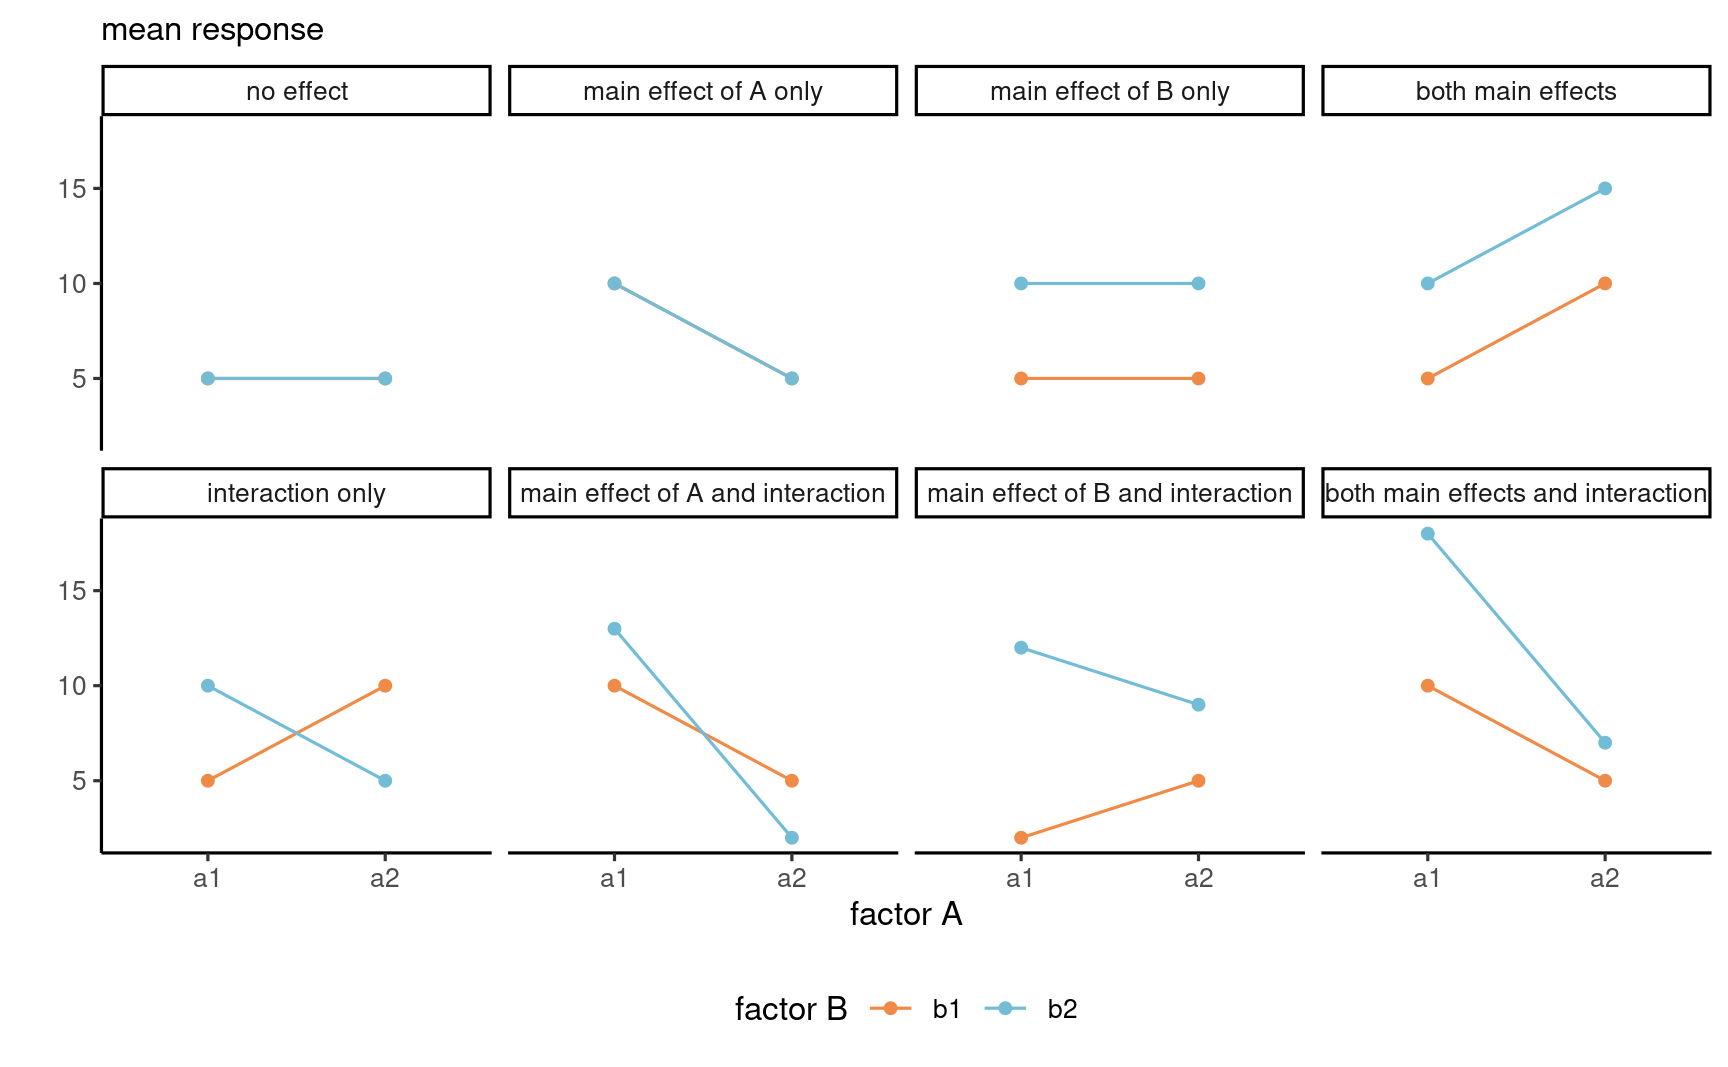 mean response
no effect
main effect of A only
main effect of B only
both main effects
15
10
5
interaction only
main effect of A and interaction
main effect of B and interaction
both main effects and interaction
15
10
5
a1 a2 a1 a2 a1 a2 a1 a2
factor A
factor B b1 b2